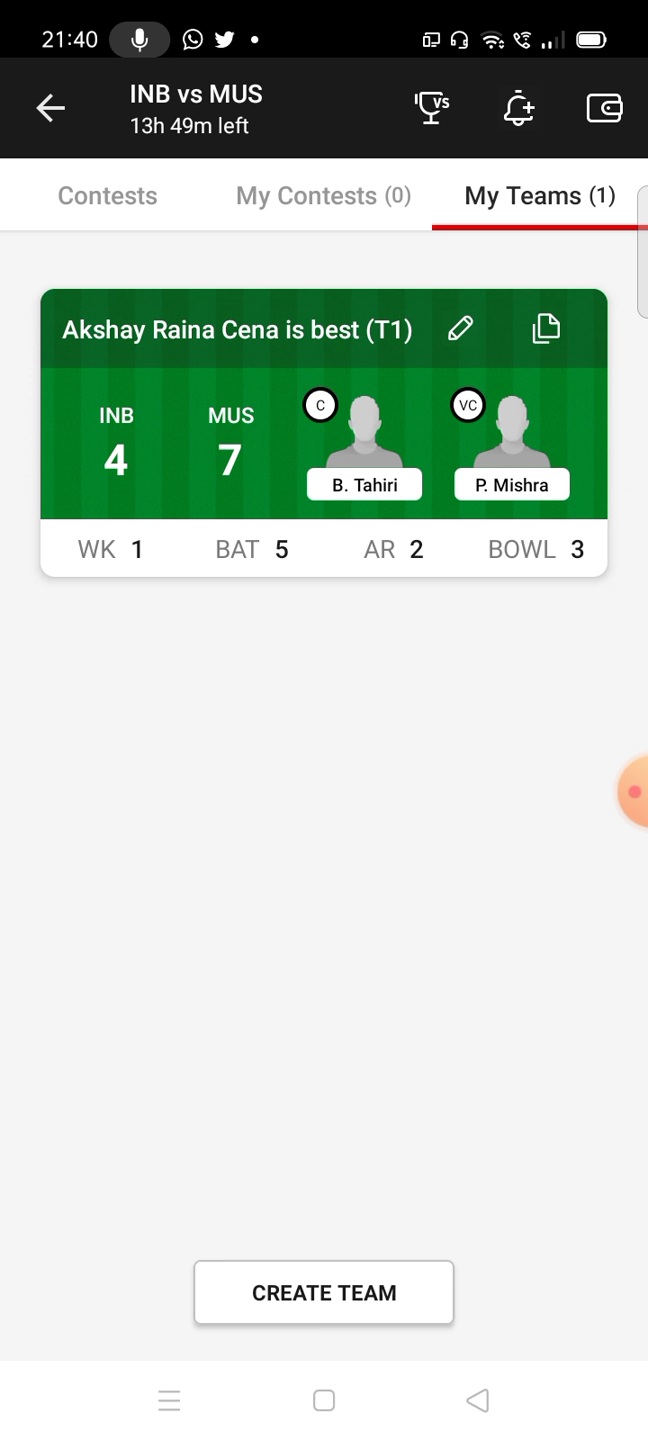 21:40
INB vs MUS
13h 49m left
VS
Contests
My Contests (0)
My Teams (1)
Akshay Raina Cena is best (T1)
INB
4
MUS
7
C
B. Tahiri
VC
P. Mishra
WK 1
BAT 5
AR 2
BOWL 3
CREATE TEAM